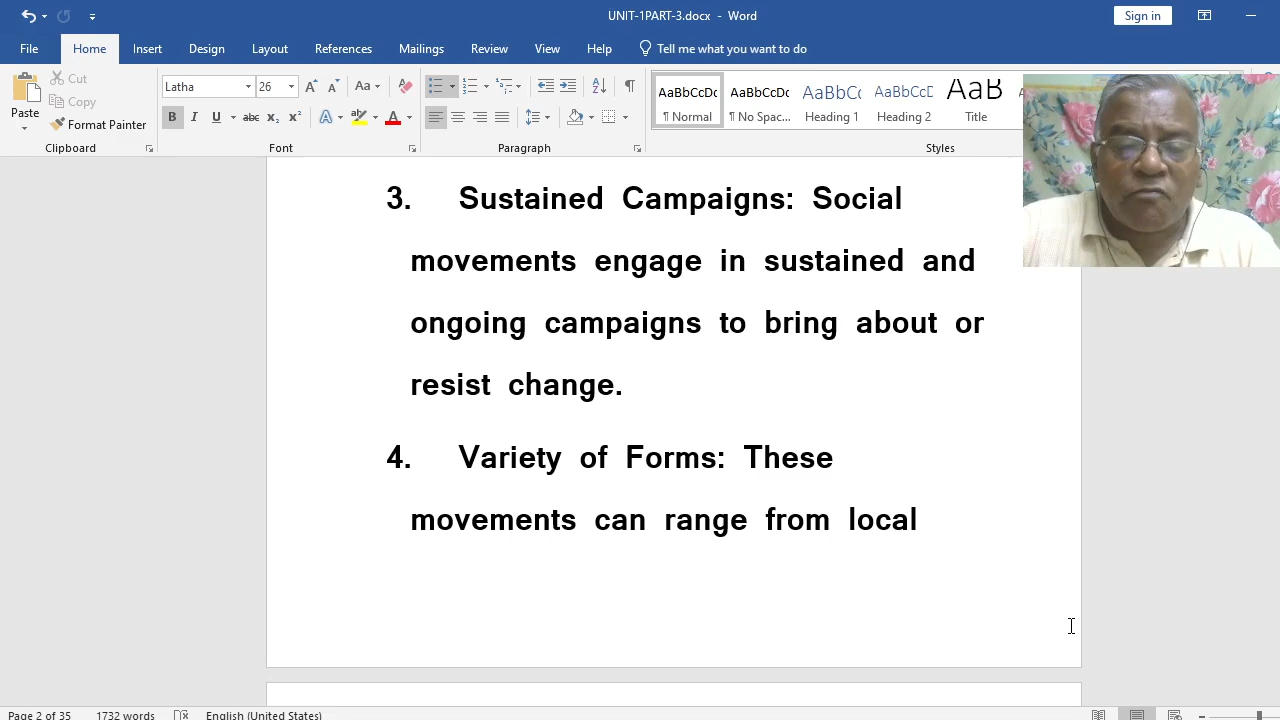 UNIT-1PART-3.docx - Word
Sign in
File Home Insert Design Layout References Mailings Review View Help Tell me what you want to do
Paste
Cut
Copy
Format Painter
Clipboard
Latha 26
Font
Paragraph
AaBbCcDc AaBbCcDc AaBbCc AaBbCcD AaB
¶ Normal ¶ No Spac... Heading 1 Heading 2 Title
Styles
3. Sustained Campaigns: Social
movements engage in sustained and
ongoing campaigns to bring about or
resist change.
4. Variety of Forms: These
movements can range from local
Page 2 of 35 1732 words English (United States)